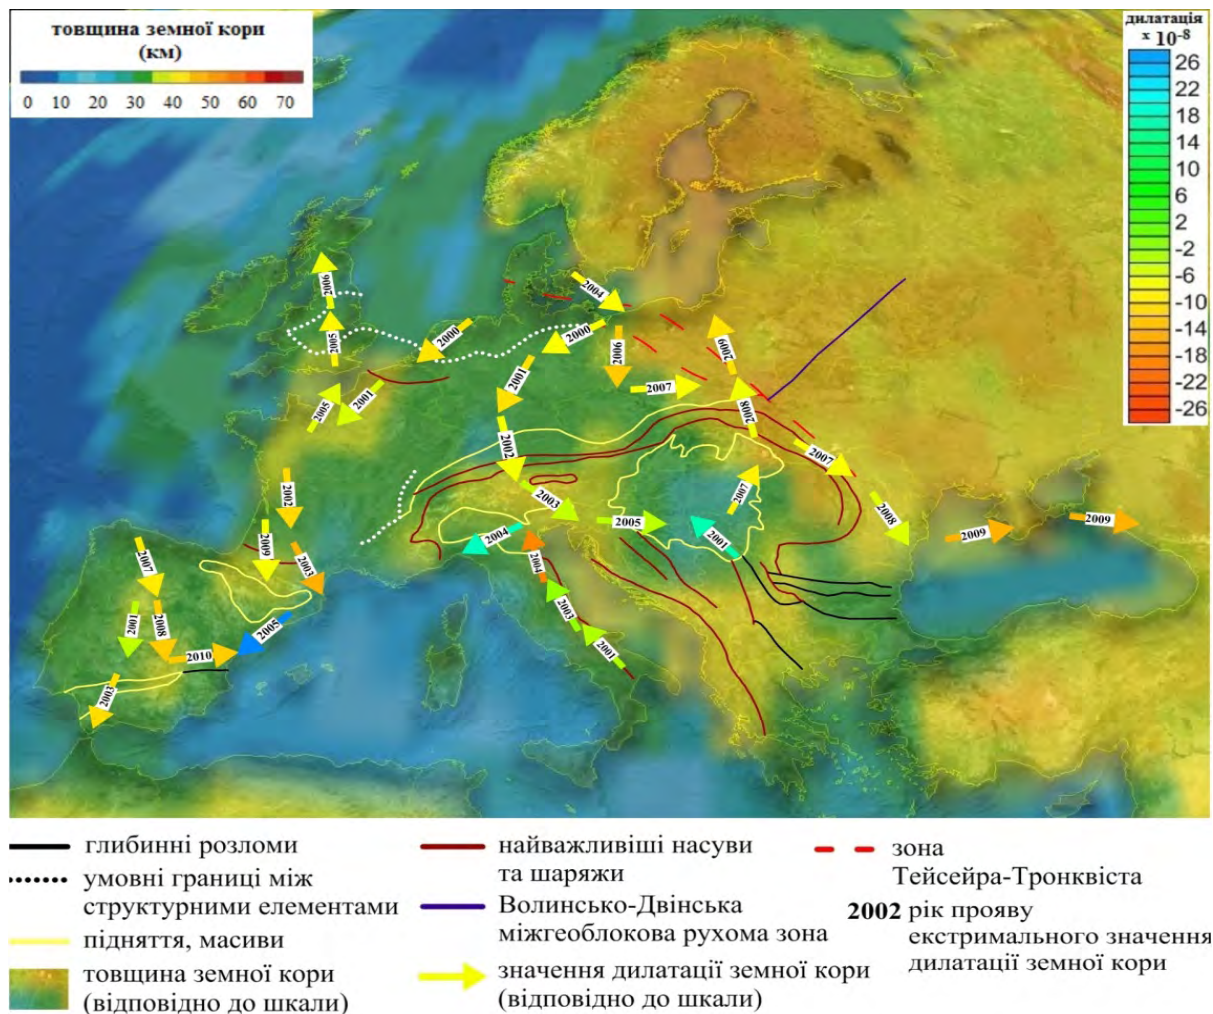 товщина земної кори
(км)
0 10 20 30 40 50 60 70
дилатація
x 10⁻⁸
26
22
18
14
10
6
2
-2
-6
-10
-14
-18
-22
-26
2006
2004
2005
2000
2000
2006
2009
2001
2007
2005
2001
2008
2002
2007
2002
2003
2007
2008
2005
2009
2004
2001
2009
2009
2003
2007
2004
2003
2001
2008
2005
2001
2010
2003
глибинні розломи
умовні границі між
структурними елементами
підняття, масиви
товщина земної кори
(відповідно до шкали)
найважливіші насуви
та шаряжи
Волинсько-Двінська
міжгеоблокова рухома зона
значення дилатації земної кори
(відповідно до шкали)
зона
Тейсейра-Тронквіста
2002 рік прояву
екстримального значення
дилатації земної кори